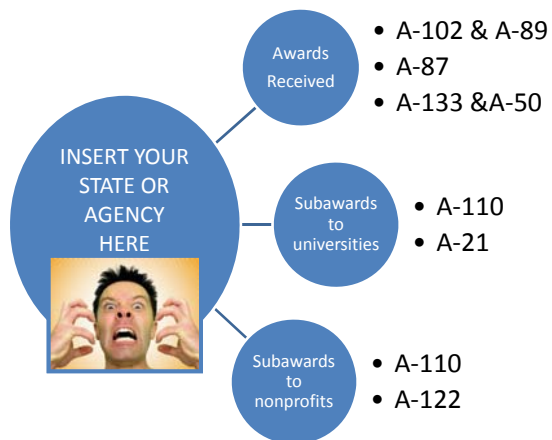 Awards
Received
• A-102 & A-89
• A-87
• A-133 &A-50
INSERT YOUR
STATE OR
AGENCY
HERE
Subawards
to
universities
• A-110
• A-21
Subawards
to
nonprofits
• A-110
• A-122